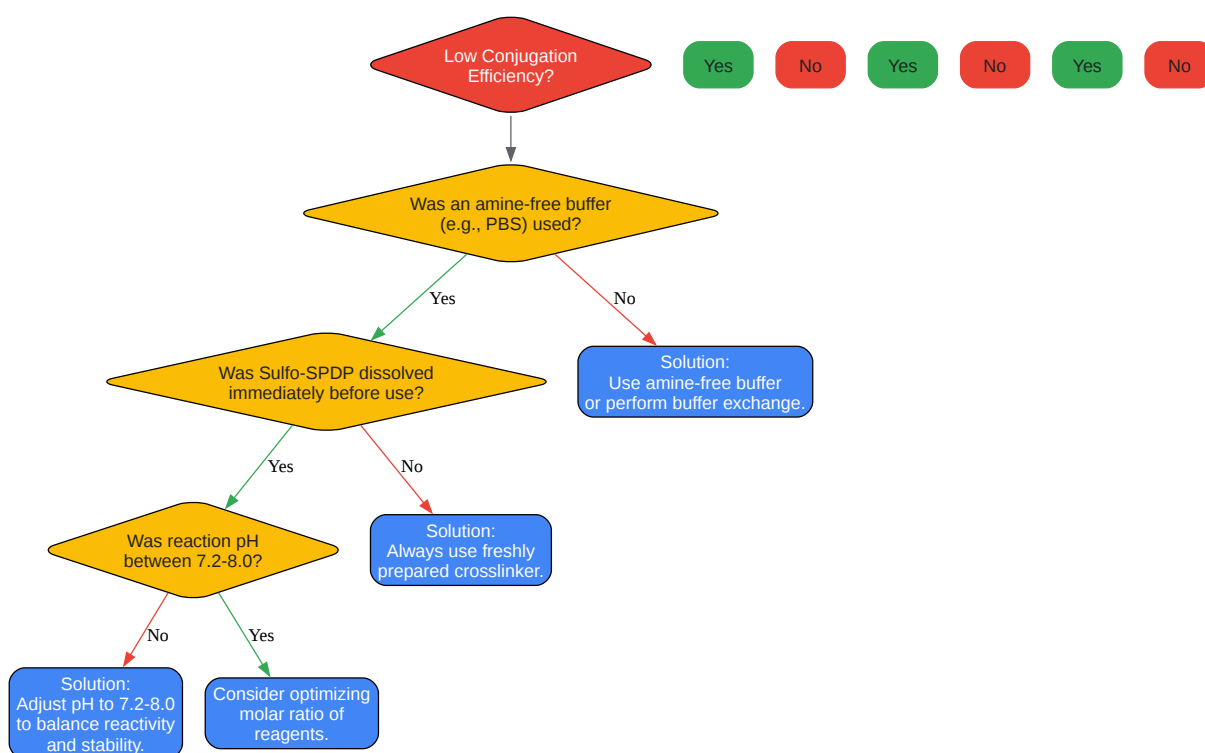 Low Conjugation
Efficiency?
Yes
No
Yes
No
Yes
No
Was an amine-free buffer
(e.g., PBS) used?
Yes
No
Was Sulfo-SPDP dissolved
immediately before use?
Solution:
Use amine-free buffer
or perform buffer exchange.
Yes
No
Was reaction pH
between 7.2-8.0?
Solution:
Always use freshly
prepared crosslinker.
No
Yes
Solution:
Adjust pH to 7.2-8.0
to balance reactivity
and stability.
Consider optimizing
molar ratio of
reagents.